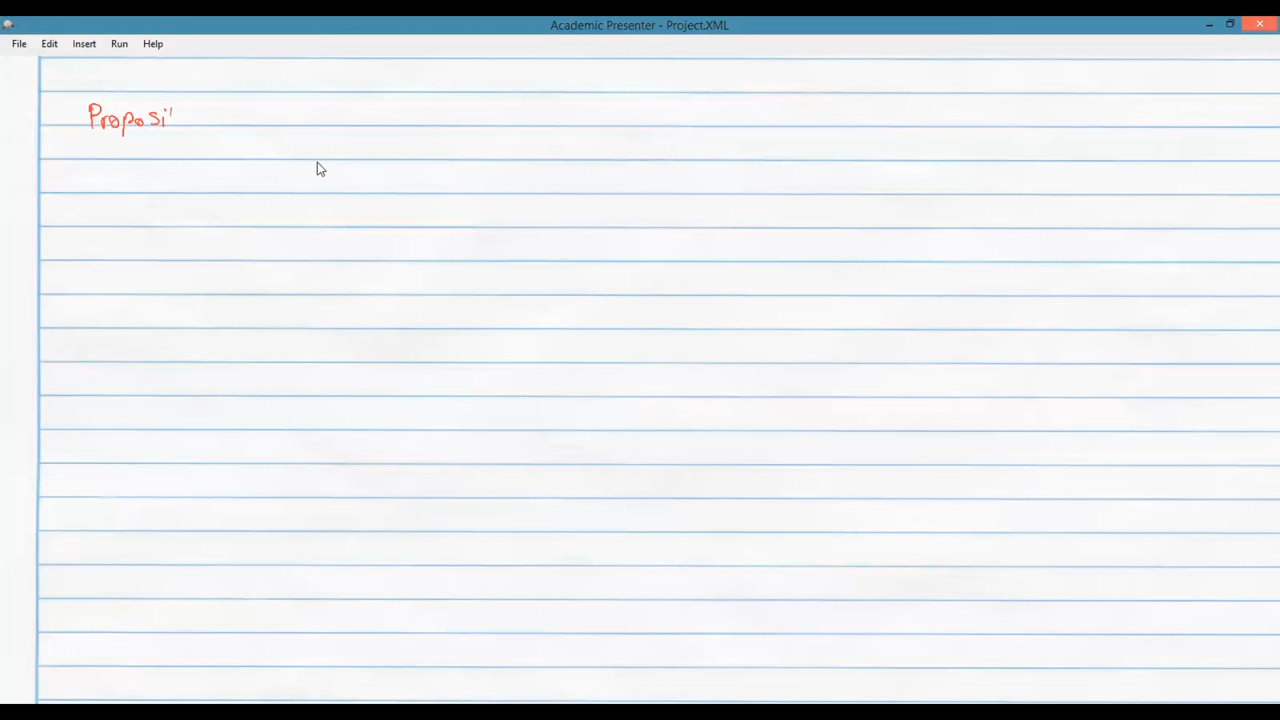 Academic Presenter - Project.XML
File Edit Insert Run Help
Proposi